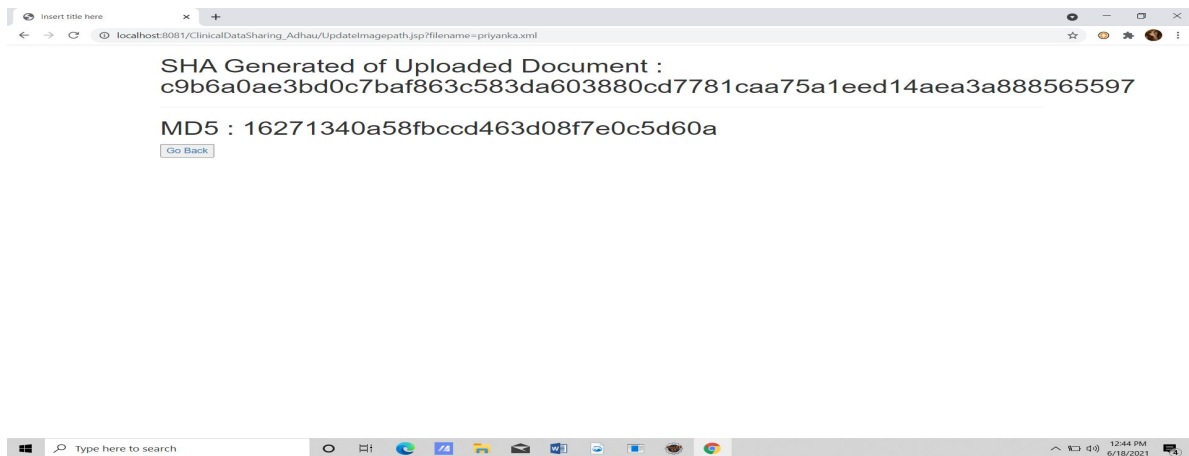 Insert title here
localhost:8081/ClinicalDataSharing_Adhau/UpdateImagepath.jsp?filename=priyanka.xml
SHA Generated of Uploaded Document :
c9b6a0ae3bd0c7baf863c583da603880cd7781caa75a1eed14aea3a888565597
MD5 : 16271340a58fbccd463d08f7e0c5d60a
Go Back
Type here to search
12:44 PM
6/18/2021